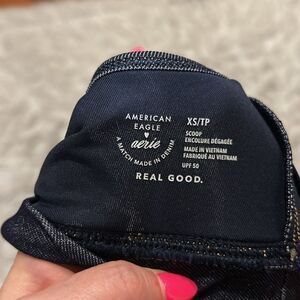 AMERICAN
EAGLE
aerie
A MATCH MADE IN DENIM
REAL GOOD.
XS/TP
SCOOP
ENCOLURE DÉGAGÉE
MADE IN VIETNAM
FABRIQUÉ AU VIETNAM
UPF 50